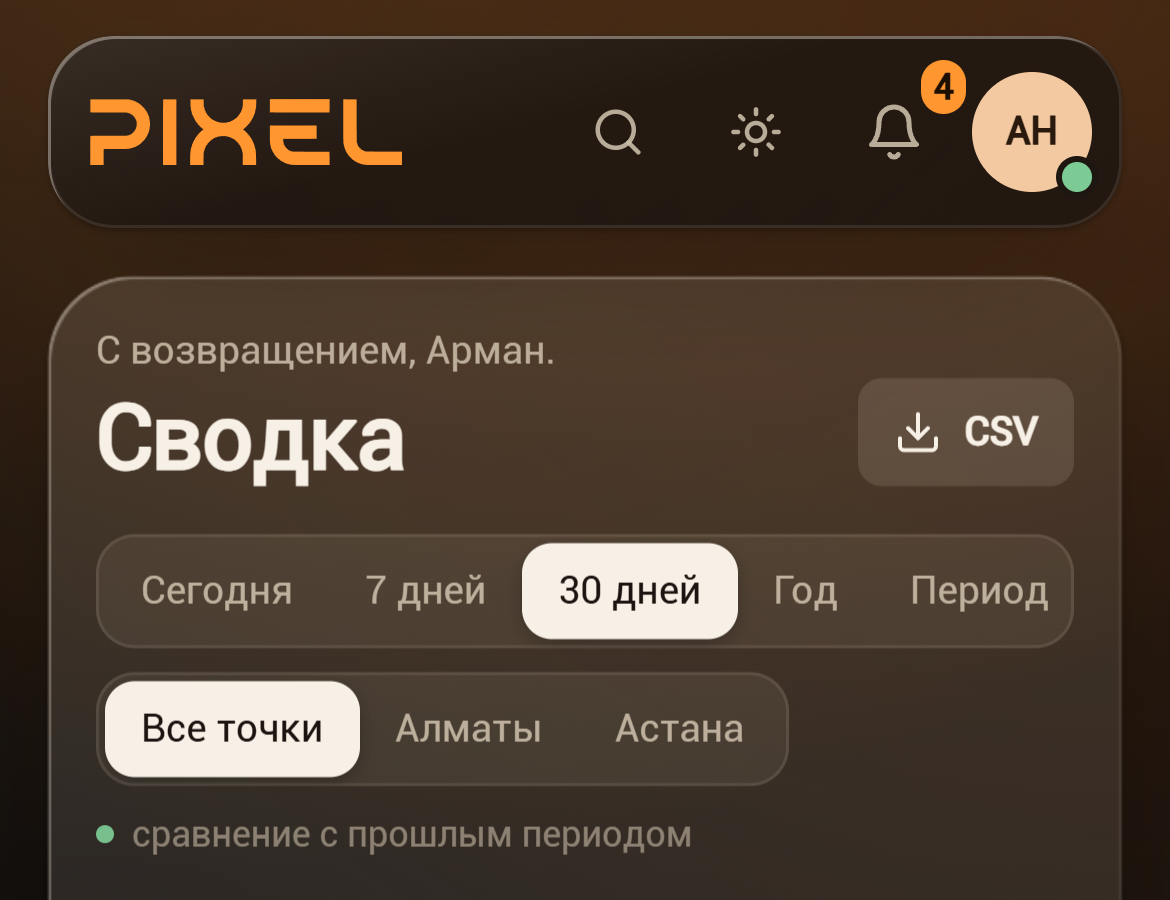 PIXEL
4
АН
С возвращением, Арман.
Сводка
CSV
Сегодня 7 дней 30 дней Год Период
Все точки Алматы Астана
сравнение с прошлым периодом